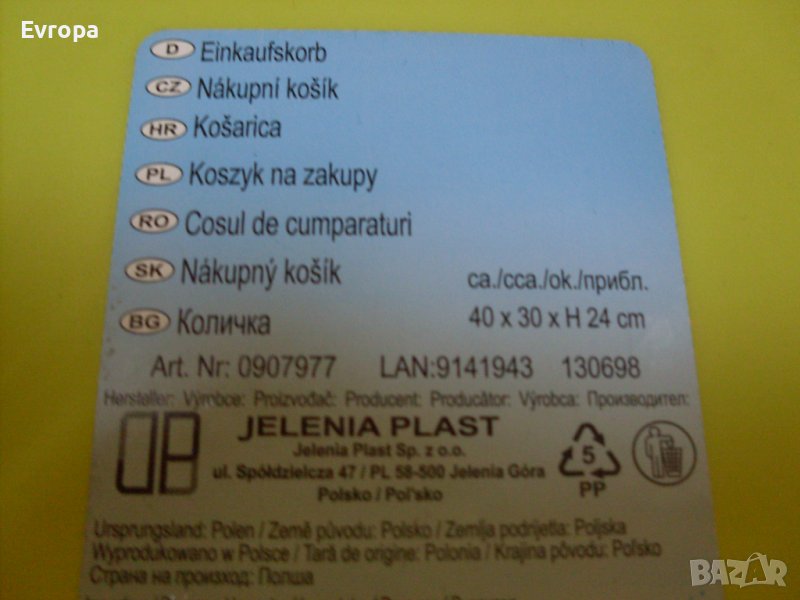 Evropa
D Einkaufskorb
CZ Nákupní košík
HR Košarica
PL Koszyk na zakupy
RO Cosul de cumparaturi
SK Nákupný košík ca./cca./ok./прибл.
BG Количка 40 x 30 x H 24 cm
Art. Nr: 0907977 LAN:9141943 130698
Hersteller: Výrobce: Proizvođač: Producent: Producător: Výrobca: Производител:
JELENIA PLAST
Jelenia Plast Sp. z o.o.
ul. Spółdzielcza 47 / PL 58-500 Jelenia Góra
Polsko / Poľsko
5
PP
Ursprungsland: Polen / Země původu: Polsko / Zemlja podrijetla: Poljska
Wyprodukowano w Polsce / Tară de origine: Polonia / Krajina pôvodu: Poľsko
Страна на произход: Полша
BAZAR